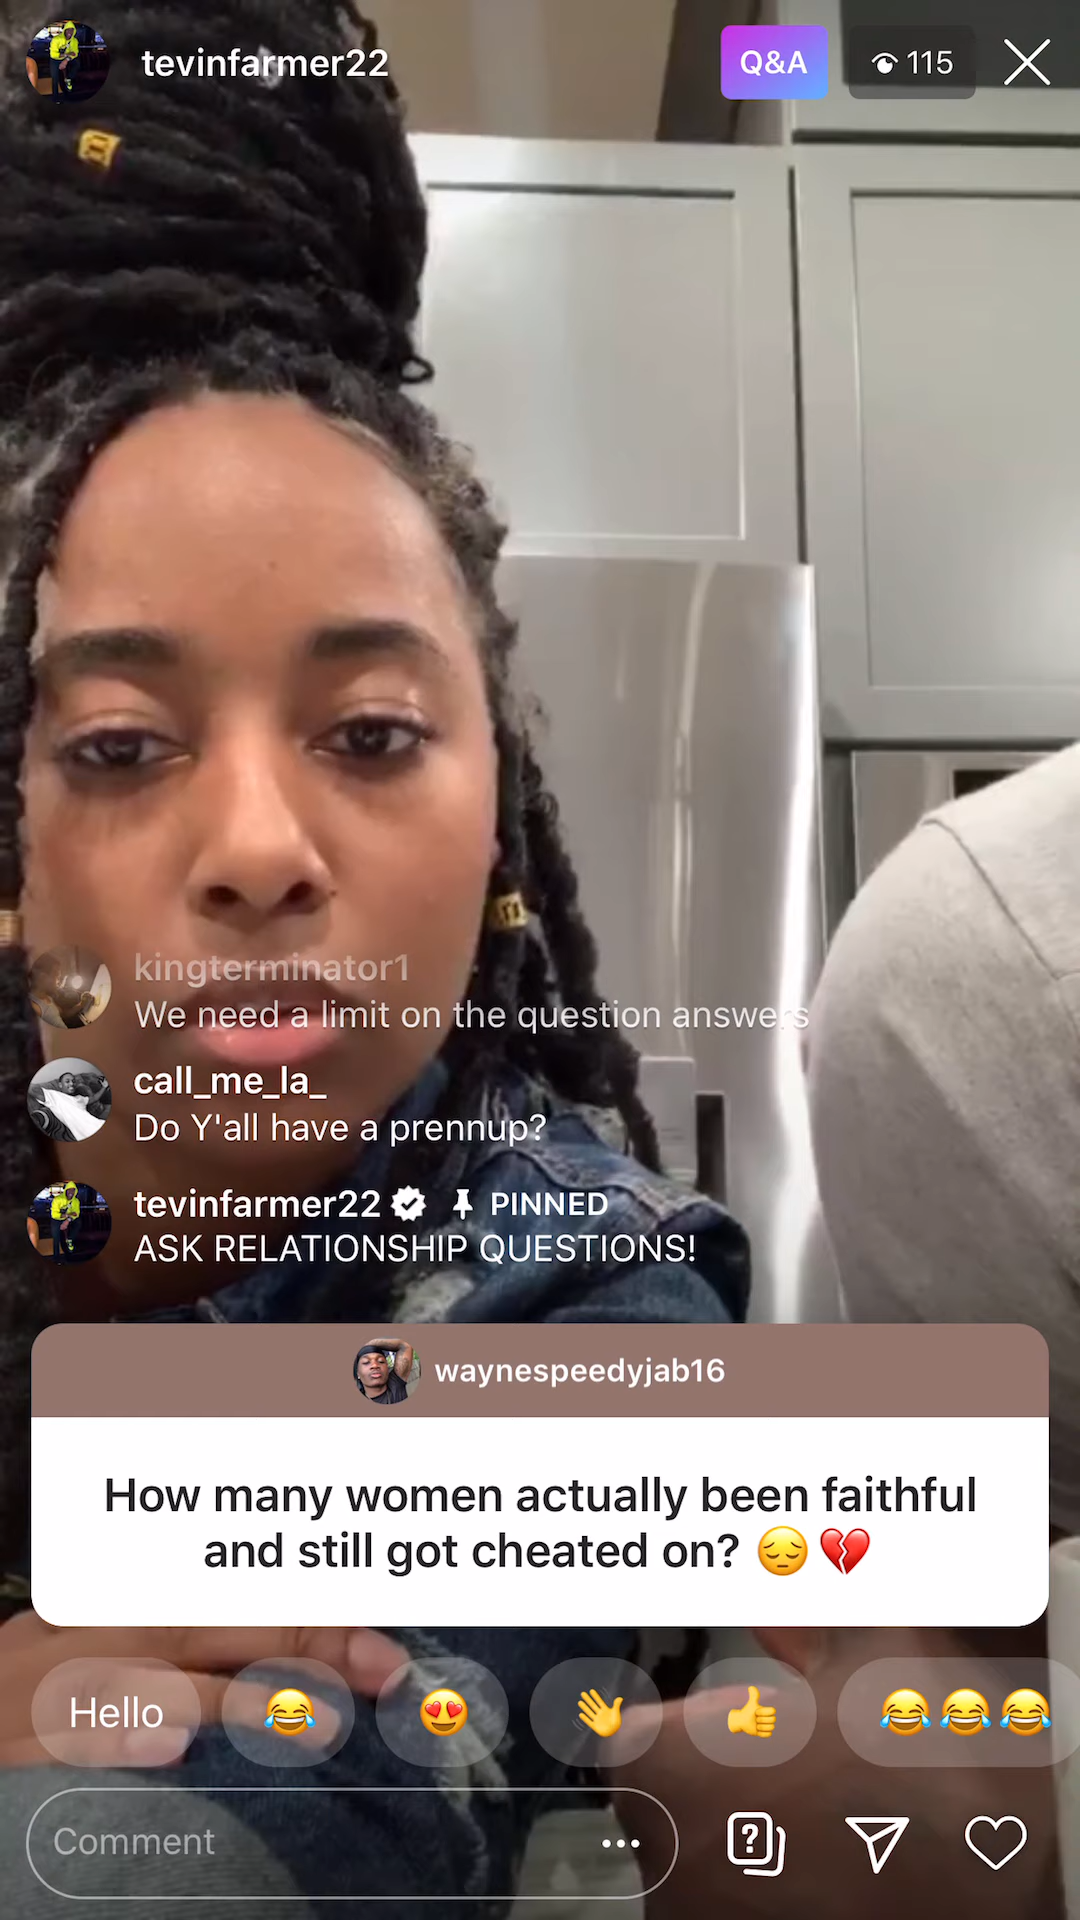 tevinfarmer22
Q&A
115
kingterminator1
We need a limit on the question answers
call_me_la_
Do Y'all have a prennup?
tevinfarmer22 PINNED
ASK RELATIONSHIP QUESTIONS!
waynespeedyjab16
How many women actually been faithful
and still got cheated on? 😔 💔
Hello 😂 😍 👋 👍 😂 😂 😂
Comment